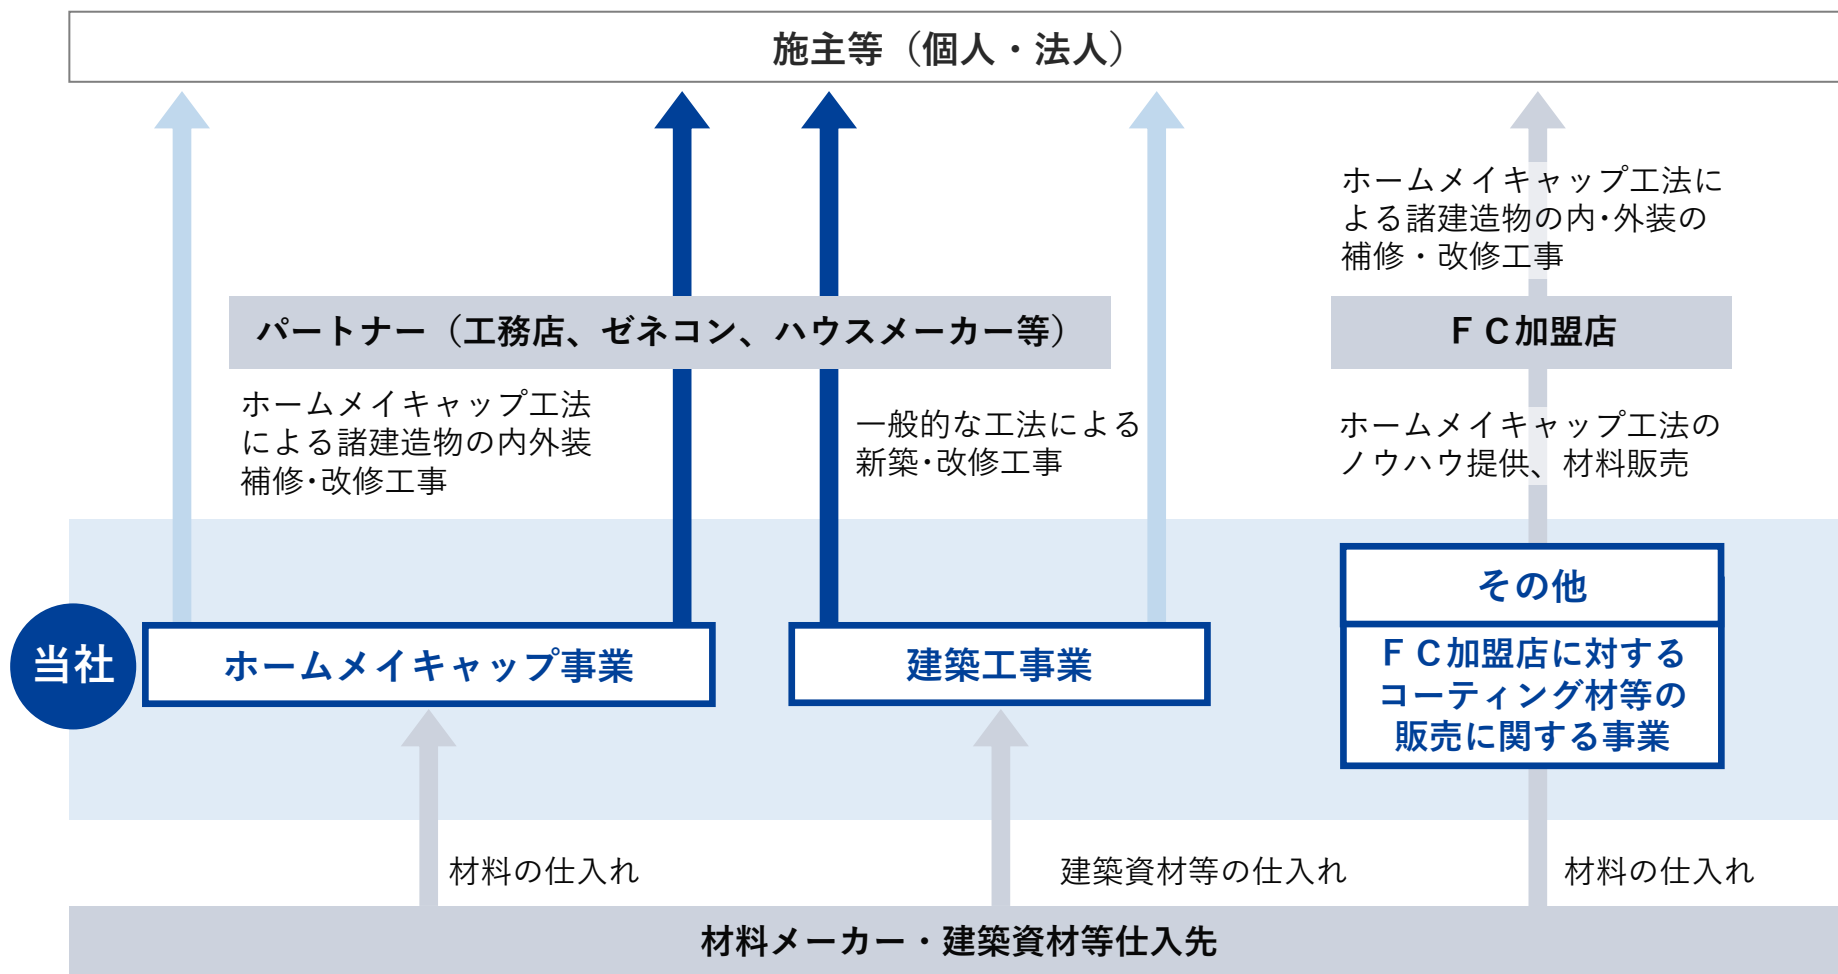 施主等（個人・法人）
ホームメイキャップ工法に
よる諸建造物の内・外装の
補修・改修工事
パートナー（工務店、ゼネコン、ハウスメーカー等）
ＦＣ加盟店
ホームメイキャップ工法
による諸建造物の内外装
補修・改修工事
一般的な工法による
新築・改修工事
ホームメイキャップ工法の
ノウハウ提供、材料販売
当社
ホームメイキャップ事業
建築工事業
その他
ＦＣ加盟店に対する
コーティング材等の
販売に関する事業
材料の仕入れ
建築資材等の仕入れ
材料の仕入れ
材料メーカー・建築資材等仕入先